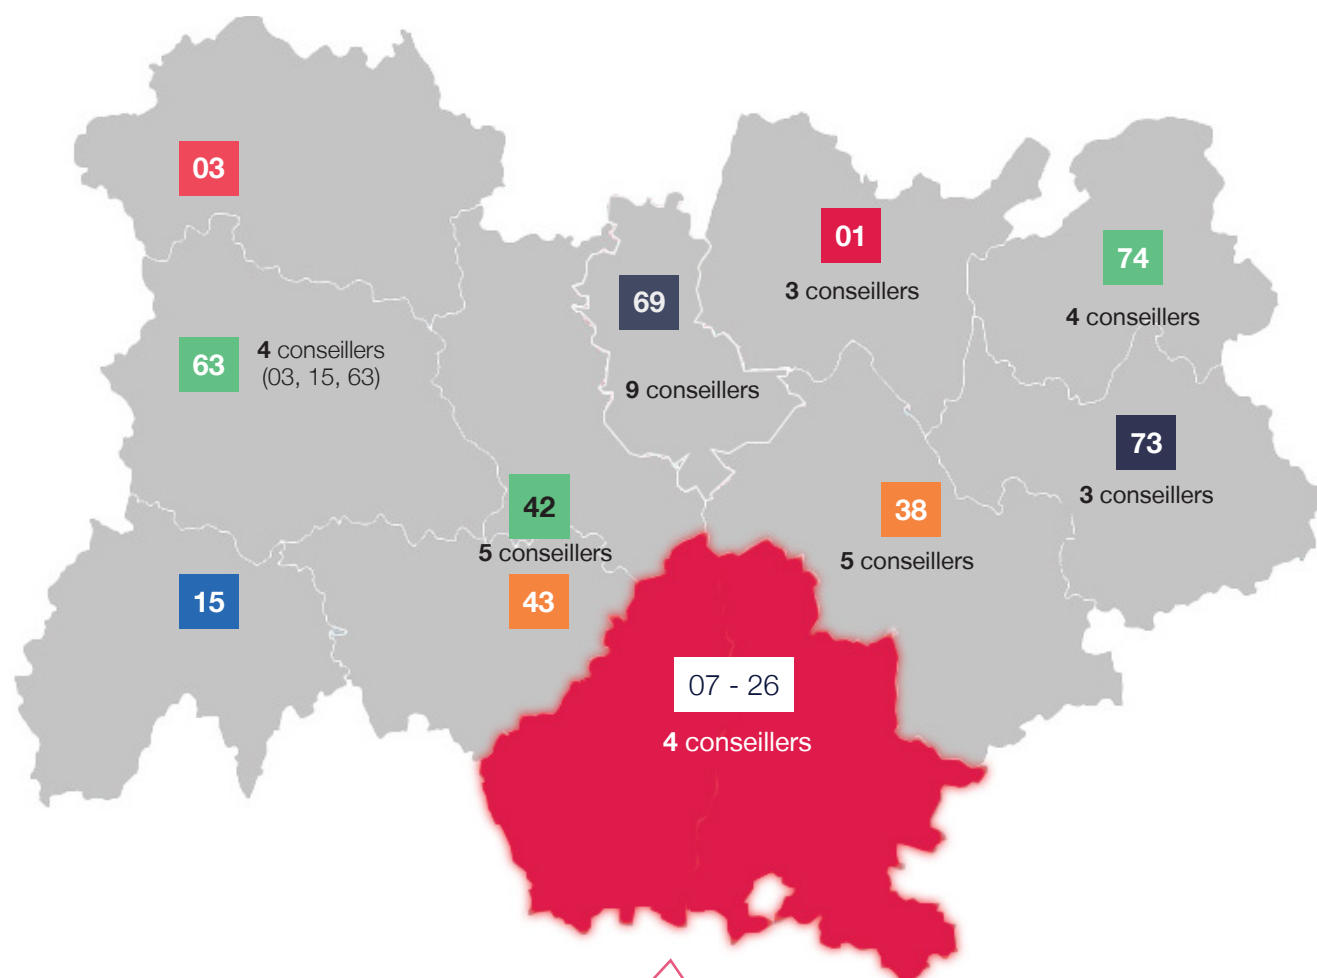 03
01
3 conseillers
74
4 conseillers
69
9 conseillers
63
4 conseillers
(03, 15, 63)
73
3 conseillers
42
5 conseillers
38
5 conseillers
15
43
07 - 26
4 conseillers